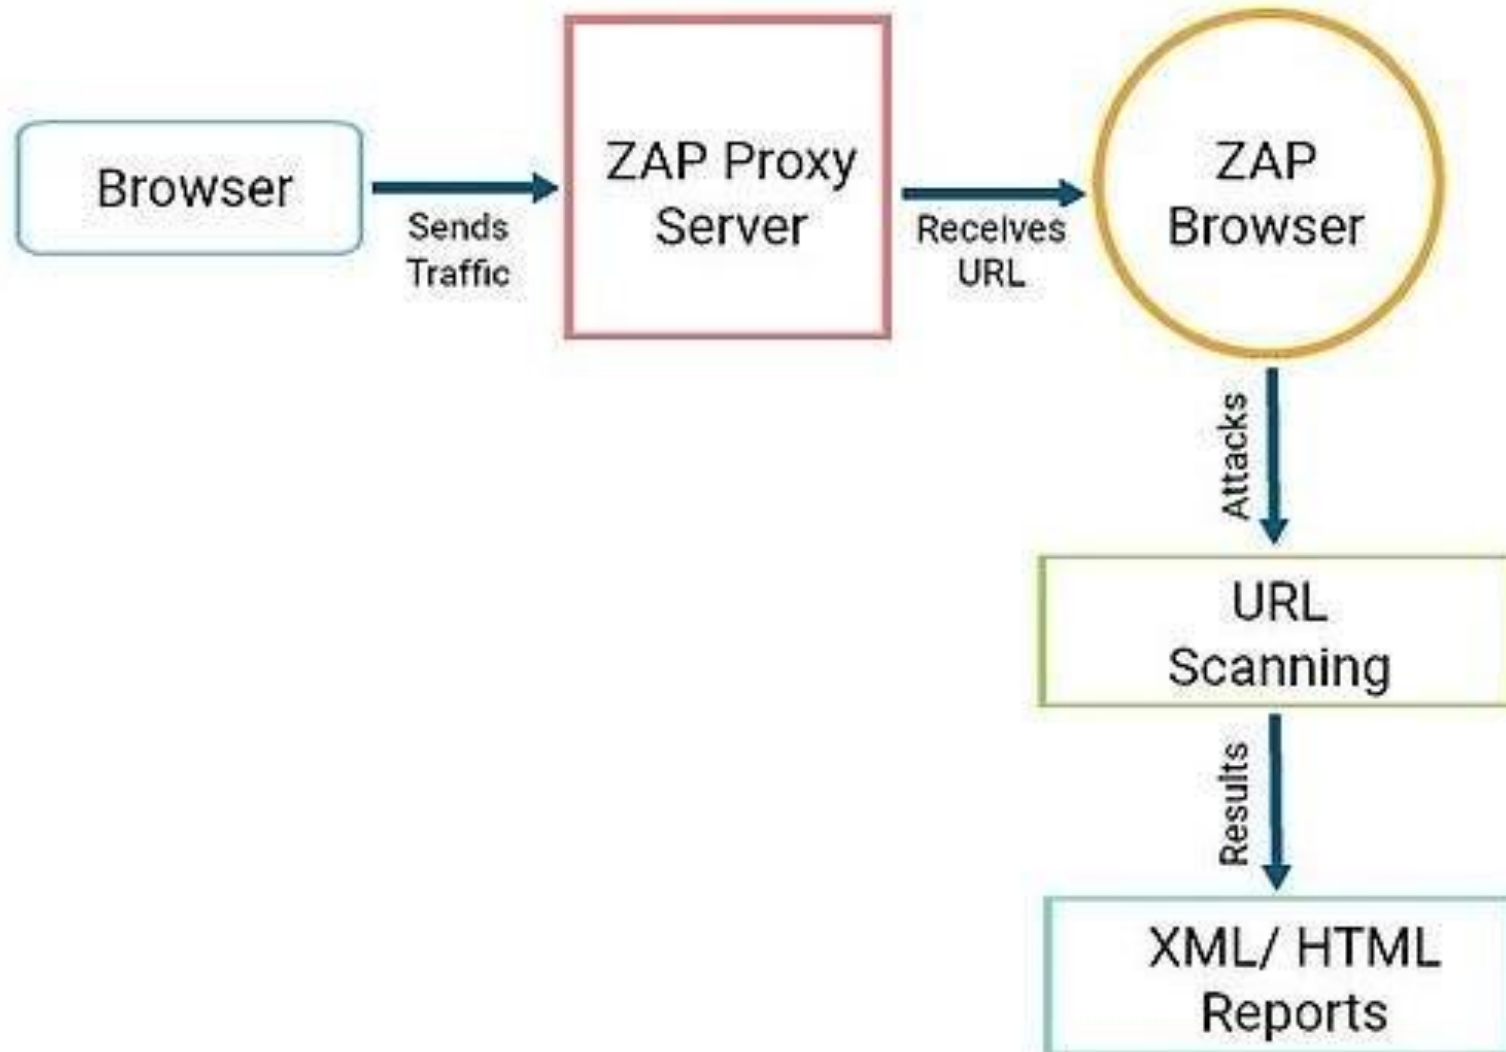 Browser
Sends
Traffic
ZAP Proxy
Server
Receives
URL
ZAP
Browser
Attacks
URL
Scanning
Results
XML/ HTML
Reports